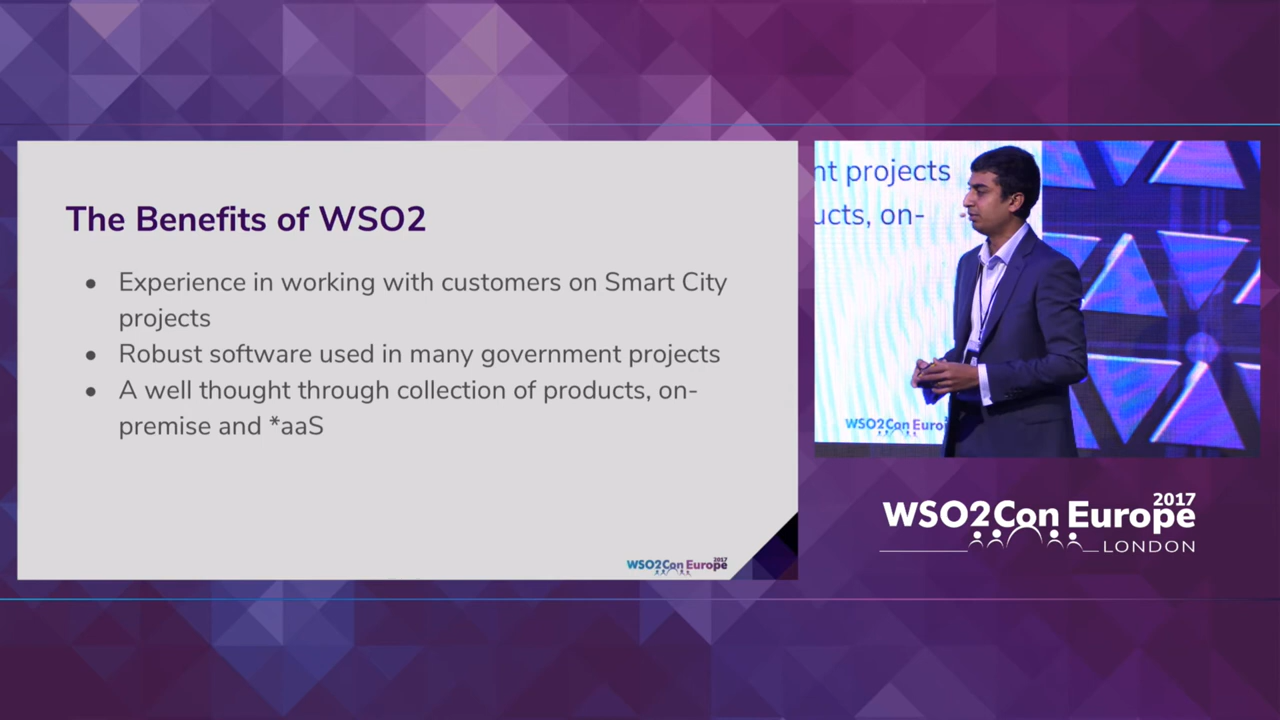 The Benefits of WSO2
● Experience in working with customers on Smart City
projects
● Robust software used in many government projects
● A well thought through collection of products, on-
premise and *aaS
WSO2Con Europe
2017
nt projects
ucts, on-
WSO2Con Euro
2017
WSO2Con Europe
LONDON